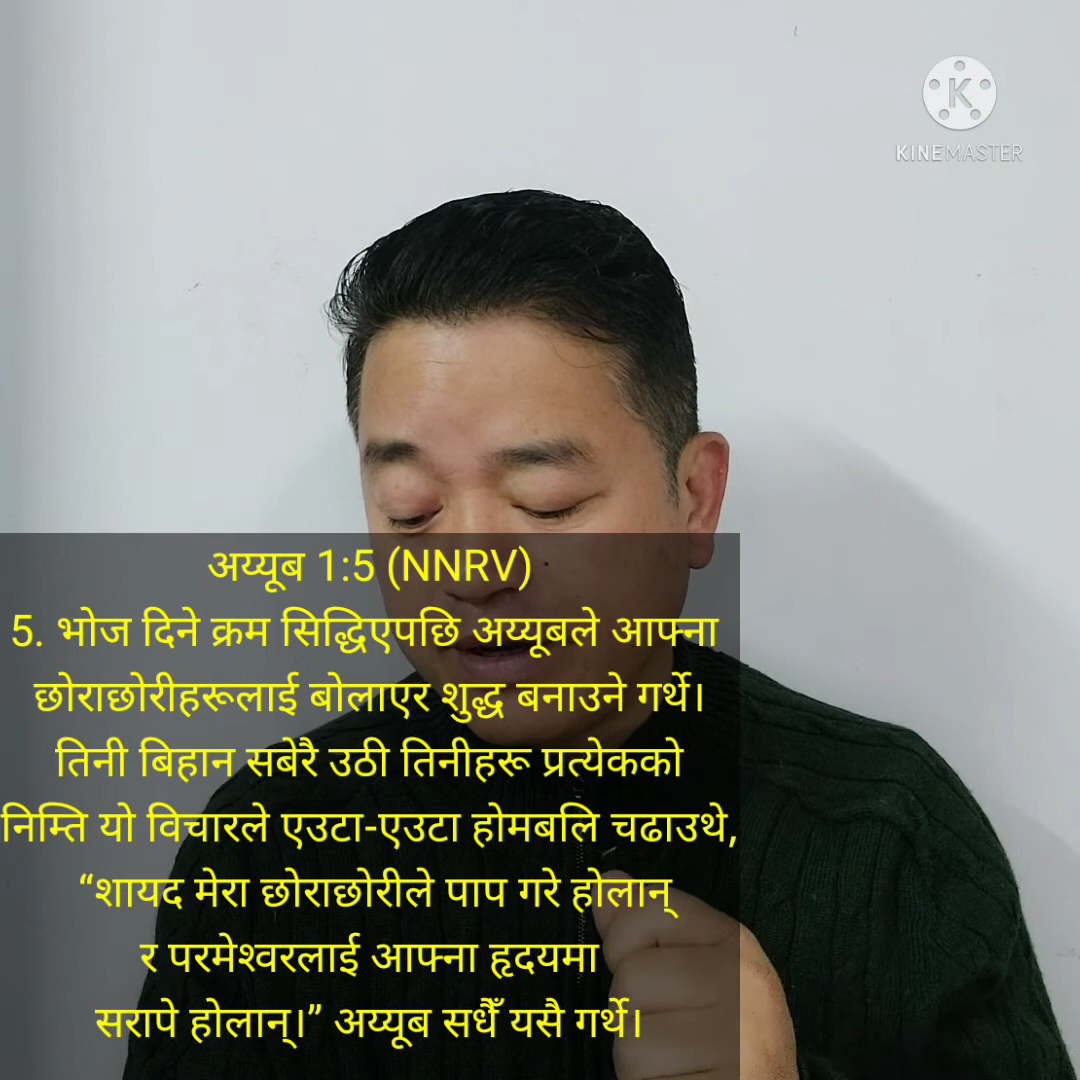 KINEMASTER
अय्यूब 1:5 (NNRV)
5. भोज दिने क्रम सिद्धिएपछि अय्यूबले आफ्ना
छोराछोरीहरूलाई बोलाएर शुद्ध बनाउने गर्थे।
तिनी बिहान सबेरै उठी तिनीहरू प्रत्येकको
निम्ति यो विचारले एउटा-एउटा होमबलि चढाउथे,
“शायद मेरा छोराछोरीले पाप गरे होलान्
र परमेश्वरलाई आफ्ना हृदयमा
सरापे होलान्।” अय्यूब सधैँ यसै गर्थे।